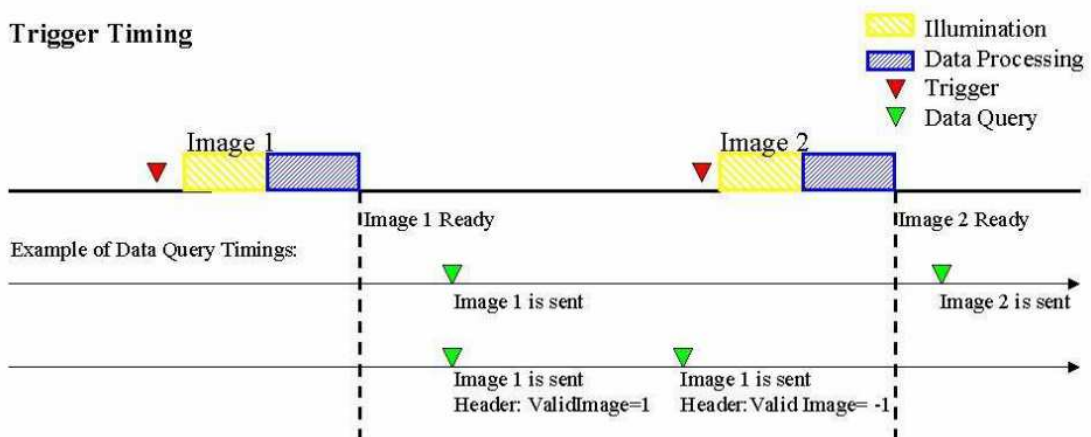 Trigger Timing
Illumination
Data Processing
Trigger
Data Query
Image 1
Image 2
Image 1 Ready
Image 2 Ready
Example of Data Query Timings:
Image 1 is sent
Image 2 is sent
Image 1 is sent
Header: ValidImage=1
Image 1 is sent
Header:Valid Image= -1